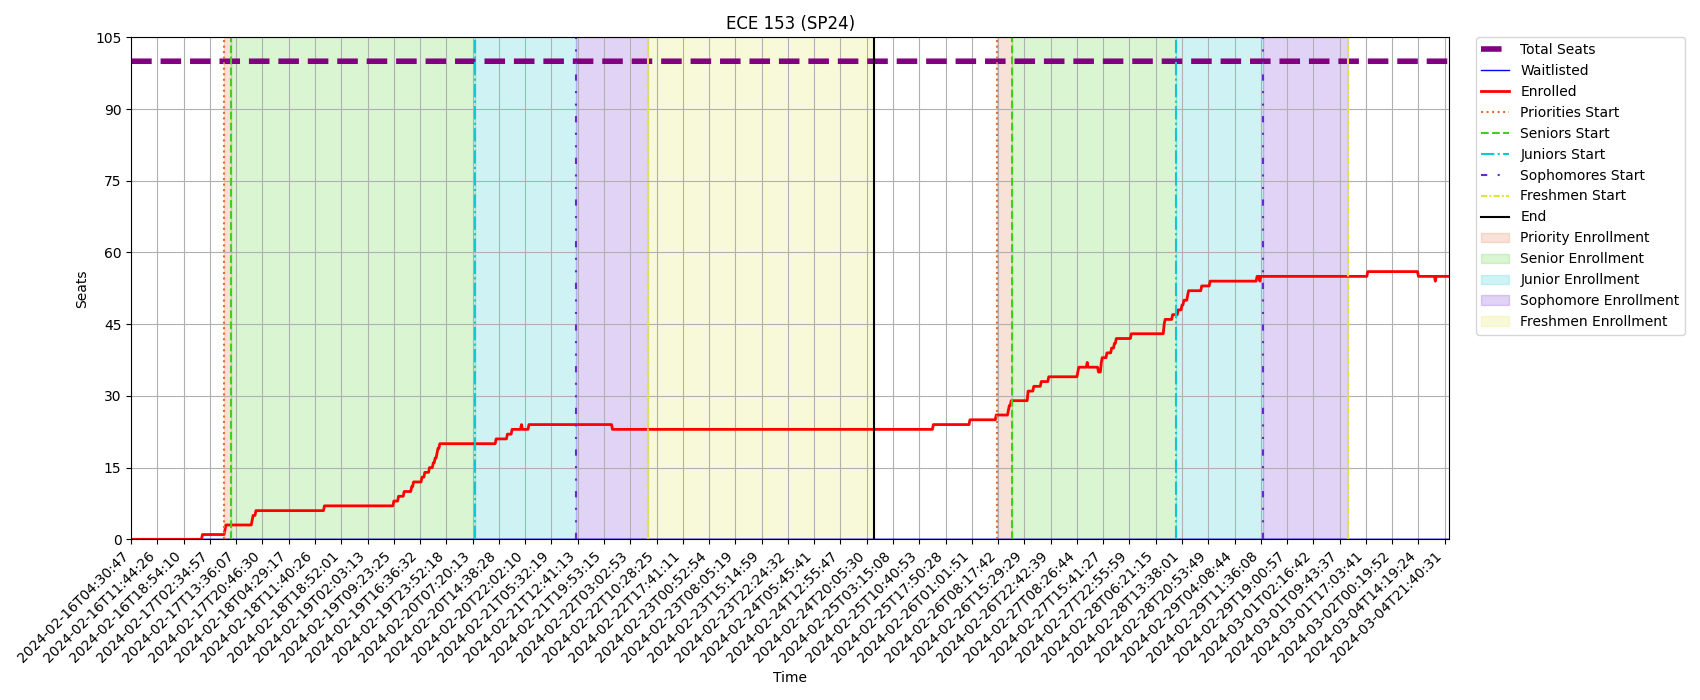 ECE 153 (SP24)
105
90
75
60
45
30
15
0
Seats
2024-02-16T04:30:47
2024-02-16T11:44:26
2024-02-16T18:54:10
2024-02-17T02:34:57
2024-02-17T13:36:07
2024-02-17T20:46:30
2024-02-18T04:29:17
2024-02-18T11:40:26
2024-02-18T18:52:01
2024-02-19T02:03:13
2024-02-19T09:23:25
2024-02-19T16:36:32
2024-02-19T23:52:18
2024-02-20T07:20:13
2024-02-20T14:38:28
2024-02-20T22:02:10
2024-02-21T05:32:19
2024-02-21T12:41:13
2024-02-21T19:53:15
2024-02-22T03:02:53
2024-02-22T10:28:25
2024-02-22T17:41:11
2024-02-23T00:52:54
2024-02-23T08:05:19
2024-02-23T15:14:59
2024-02-23T22:24:32
2024-02-24T05:45:41
2024-02-24T12:55:47
2024-02-24T20:05:30
2024-02-25T03:15:08
2024-02-25T10:40:53
2024-02-25T17:50:28
2024-02-26T01:01:51
2024-02-26T08:17:42
2024-02-26T15:29:29
2024-02-26T22:42:39
2024-02-27T08:26:44
2024-02-27T15:41:27
2024-02-27T22:55:59
2024-02-28T06:21:15
2024-02-28T13:38:01
2024-02-28T20:53:49
2024-02-29T04:08:44
2024-02-29T11:36:08
2024-02-29T19:00:57
2024-03-01T02:16:42
2024-03-01T09:43:37
2024-03-01T17:03:41
2024-03-02T00:19:52
2024-03-04T14:19:24
2024-03-04T21:40:31
Time
Total Seats
Waitlisted
Enrolled
Priorities Start
Seniors Start
Juniors Start
Sophomores Start
Freshmen Start
End
Priority Enrollment
Senior Enrollment
Junior Enrollment
Sophomore Enrollment
Freshmen Enrollment